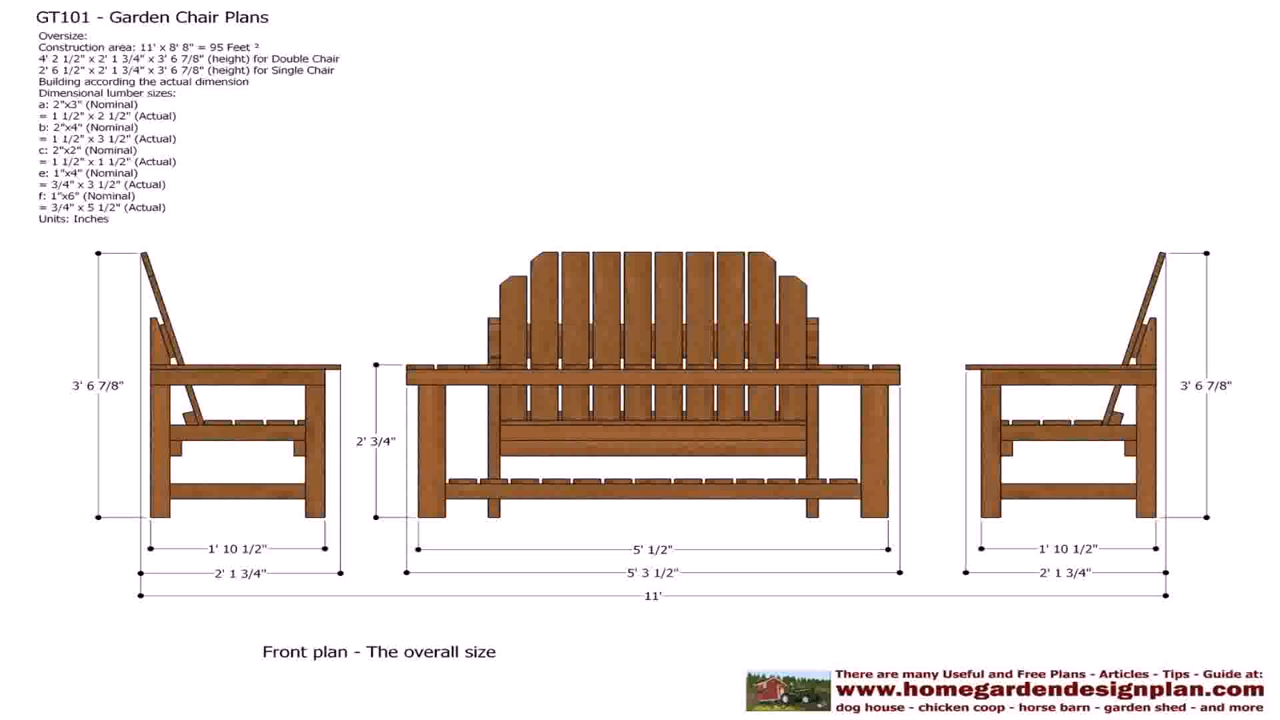 GT101 - Garden Chair Plans
Oversize:
Construction area: 11' x 8' 8" = 95 Feet ²
4' 2 1/2" x 2' 1 3/4" x 3' 6 7/8" (height) for Double Chair
2' 6 1/2" x 2' 1 3/4" x 3' 6 7/8" (height) for Single Chair
Building according the actual dimension
Dimensional lumber sizes:
a: 2"x3" (Nominal)
= 1 1/2" x 2 1/2" (Actual)
b: 2"x4" (Nominal)
= 1 1/2" x 3 1/2" (Actual)
c: 2"x2" (Nominal)
= 1 1/2" x 1 1/2" (Actual)
e: 1"x4" (Nominal)
= 3/4" x 3 1/2" (Actual)
f: 1"x6" (Nominal)
= 3/4" x 5 1/2" (Actual)
Units: Inches
3' 6 7/8"
3' 6 7/8"
2' 3/4"
1' 10 1/2"
5' 1/2"
1' 10 1/2"
2' 1 3/4"
5' 3 1/2"
2' 1 3/4"
11'
Front plan - The overall size
There are many Useful and Free Plans - Articles - Tips - Guide at:
www.homegardendesignplan.com
dog house - chicken coop - horse barn - garden shed - and more